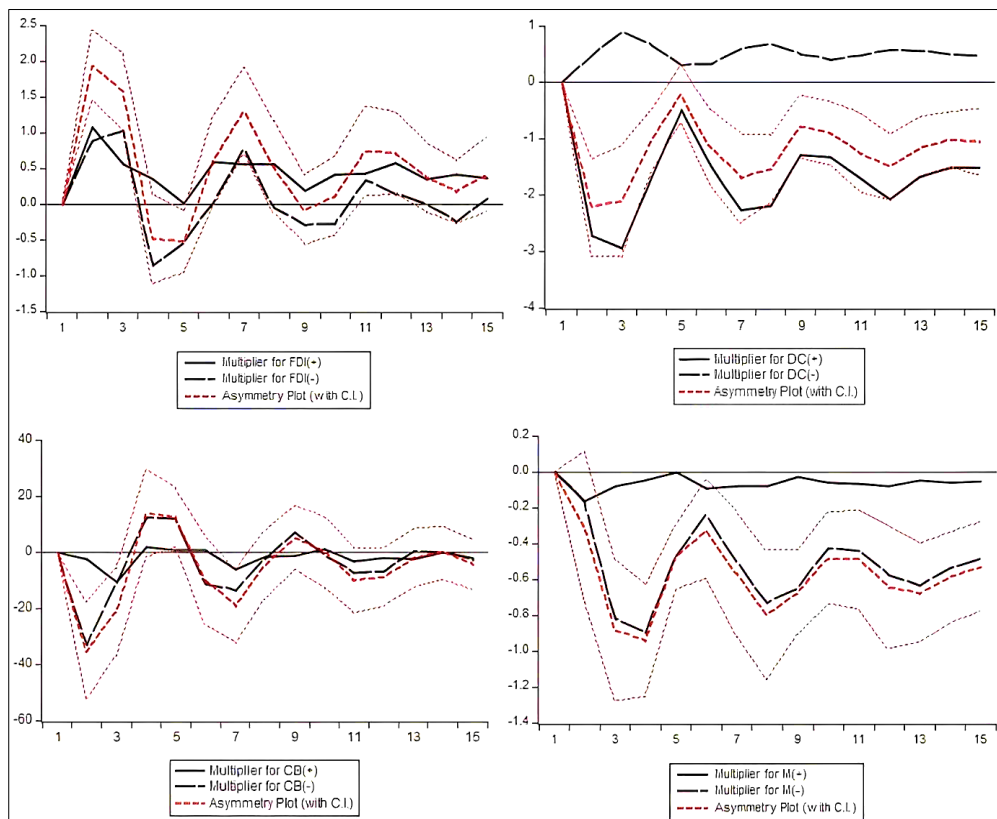 2.5
2.0
1.5
1.0
0.5
0.0
-0.5
-1.0
-1.5
1 3 5 7 9 11 13 15
Multiplier for FDI(+)
Multiplier for FDI(-)
Asymmetry Plot (with C.I.)
1
0
-1
-2
-3
-4
1 3 5 7 9 11 13 15
Multiplier for DC(+)
Multiplier for DC(-)
Asymmetry Plot (with C.I.)
40
20
0
-20
-40
-60
1 3 5 7 9 11 13 15
Multiplier for CB(+)
Multiplier for CB(-)
Asymmetry Plot (with C.I.)
0.2
0.0
-0.2
-0.4
-0.6
-0.8
-1.0
-1.2
-1.4
1 3 5 7 9 11 13 15
Multiplier for M(+)
Multiplier for M(-)
Asymmetry Plot (with C.I.)